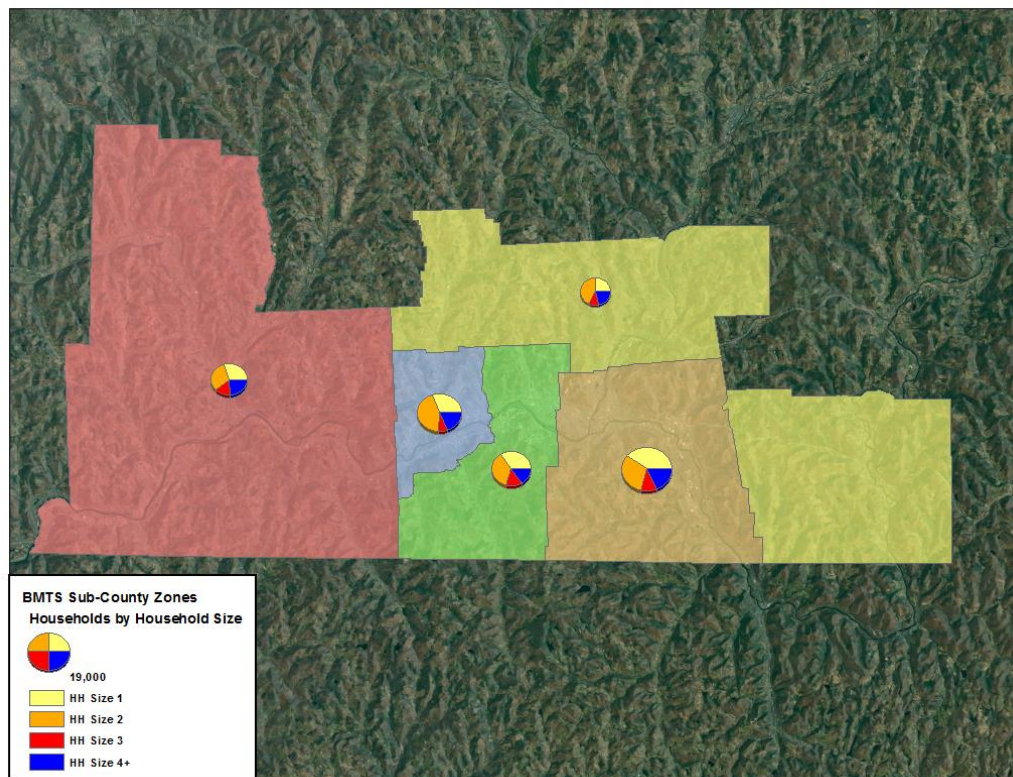 BMTS Sub-County Zones
Households by Household Size
19,000
HH Size 1
HH Size 2
HH Size 3
HH Size 4+